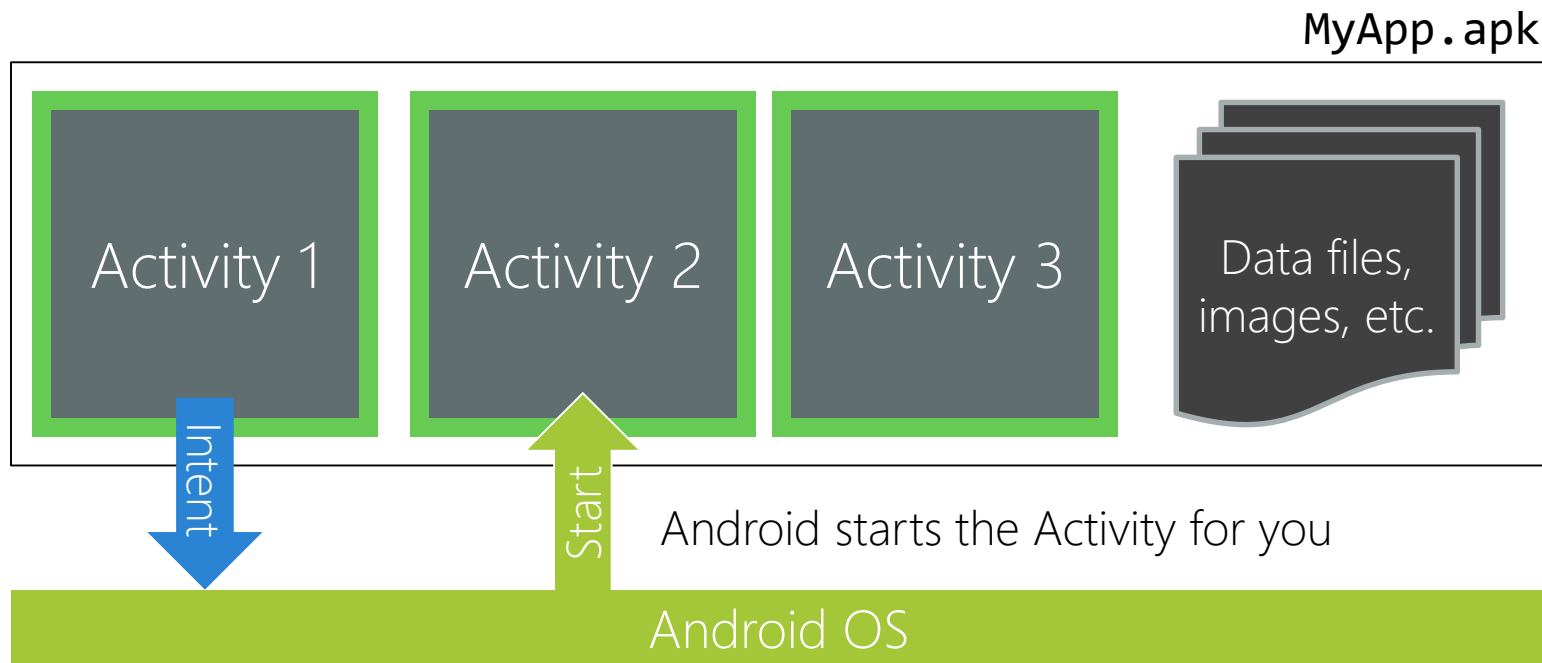 MyApp.apk
Activity 1
Activity 2
Activity 3
Data files,
images, etc.
Intent
Start
Android starts the Activity for you
Android OS